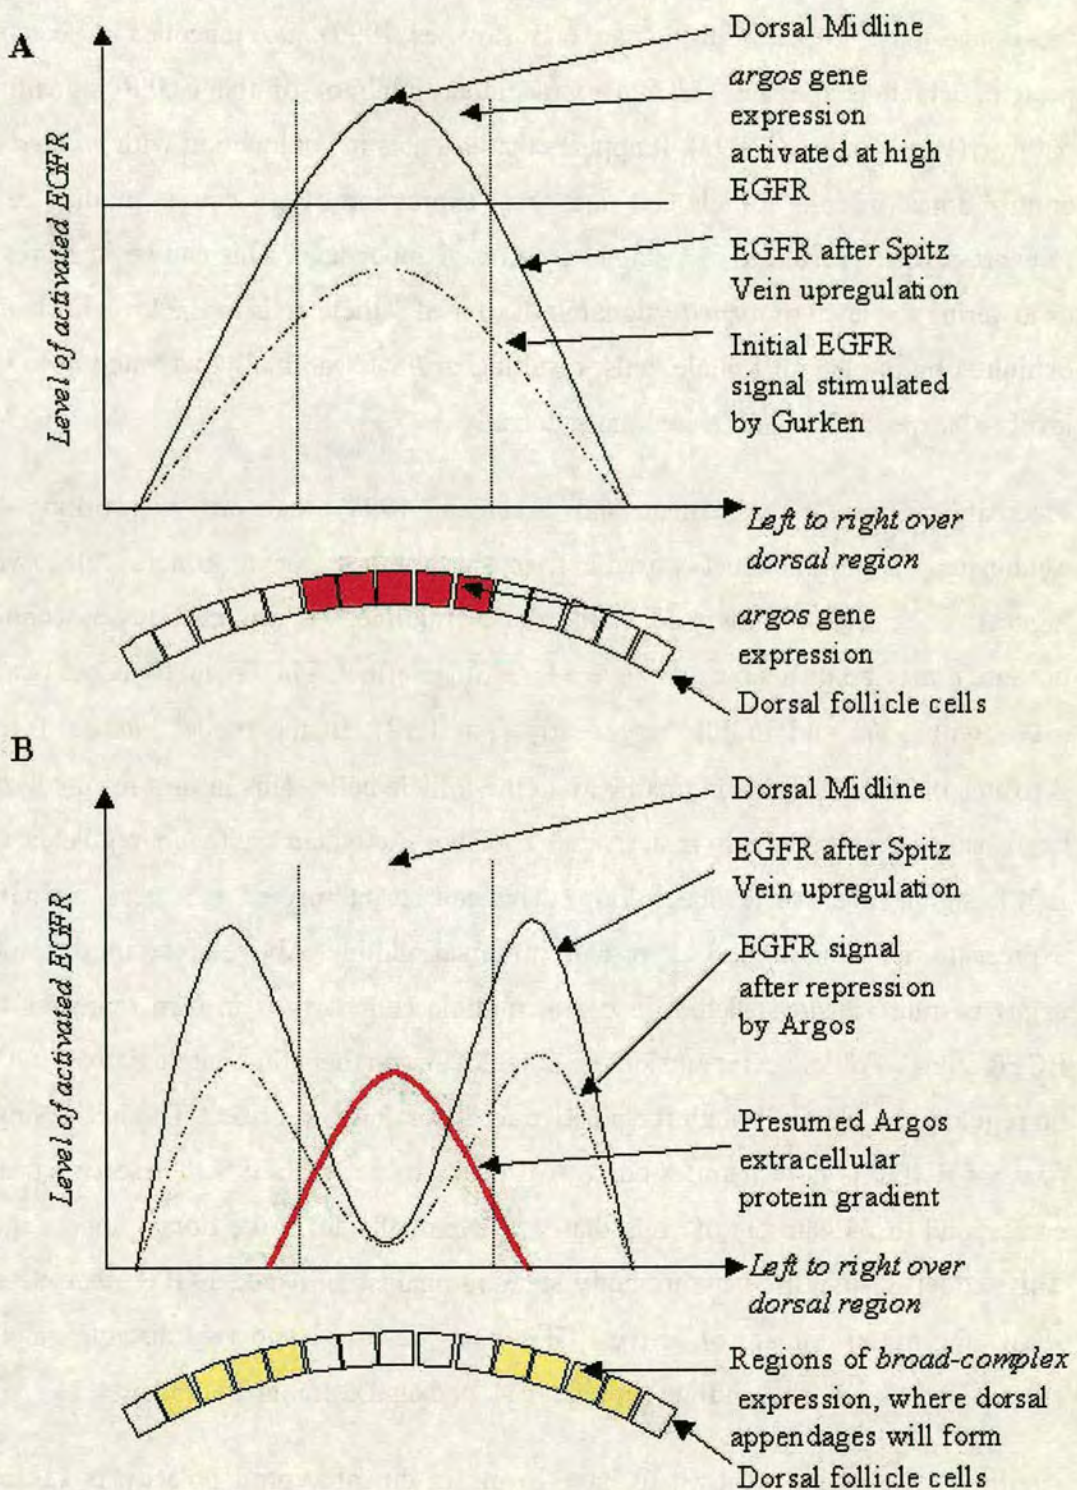 A
Level of activated EGFR
Dorsal Midline
argos gene
expression
activated at high
EGFR
EGFR after Spitz
Vein upregulation
Initial EGFR
signal stimulated
by Gurken
Left to right over
dorsal region
argos gene
expression
Dorsal follicle cells
B
Level of activated EGFR
Dorsal Midline
EGFR after Spitz
Vein upregulation
EGFR signal
after repression
by Argos
Presumed Argos
extracellular
protein gradient
Left to right over
dorsal region
Regions of broad-complex
expression, where dorsal
appendages will form
Dorsal follicle cells